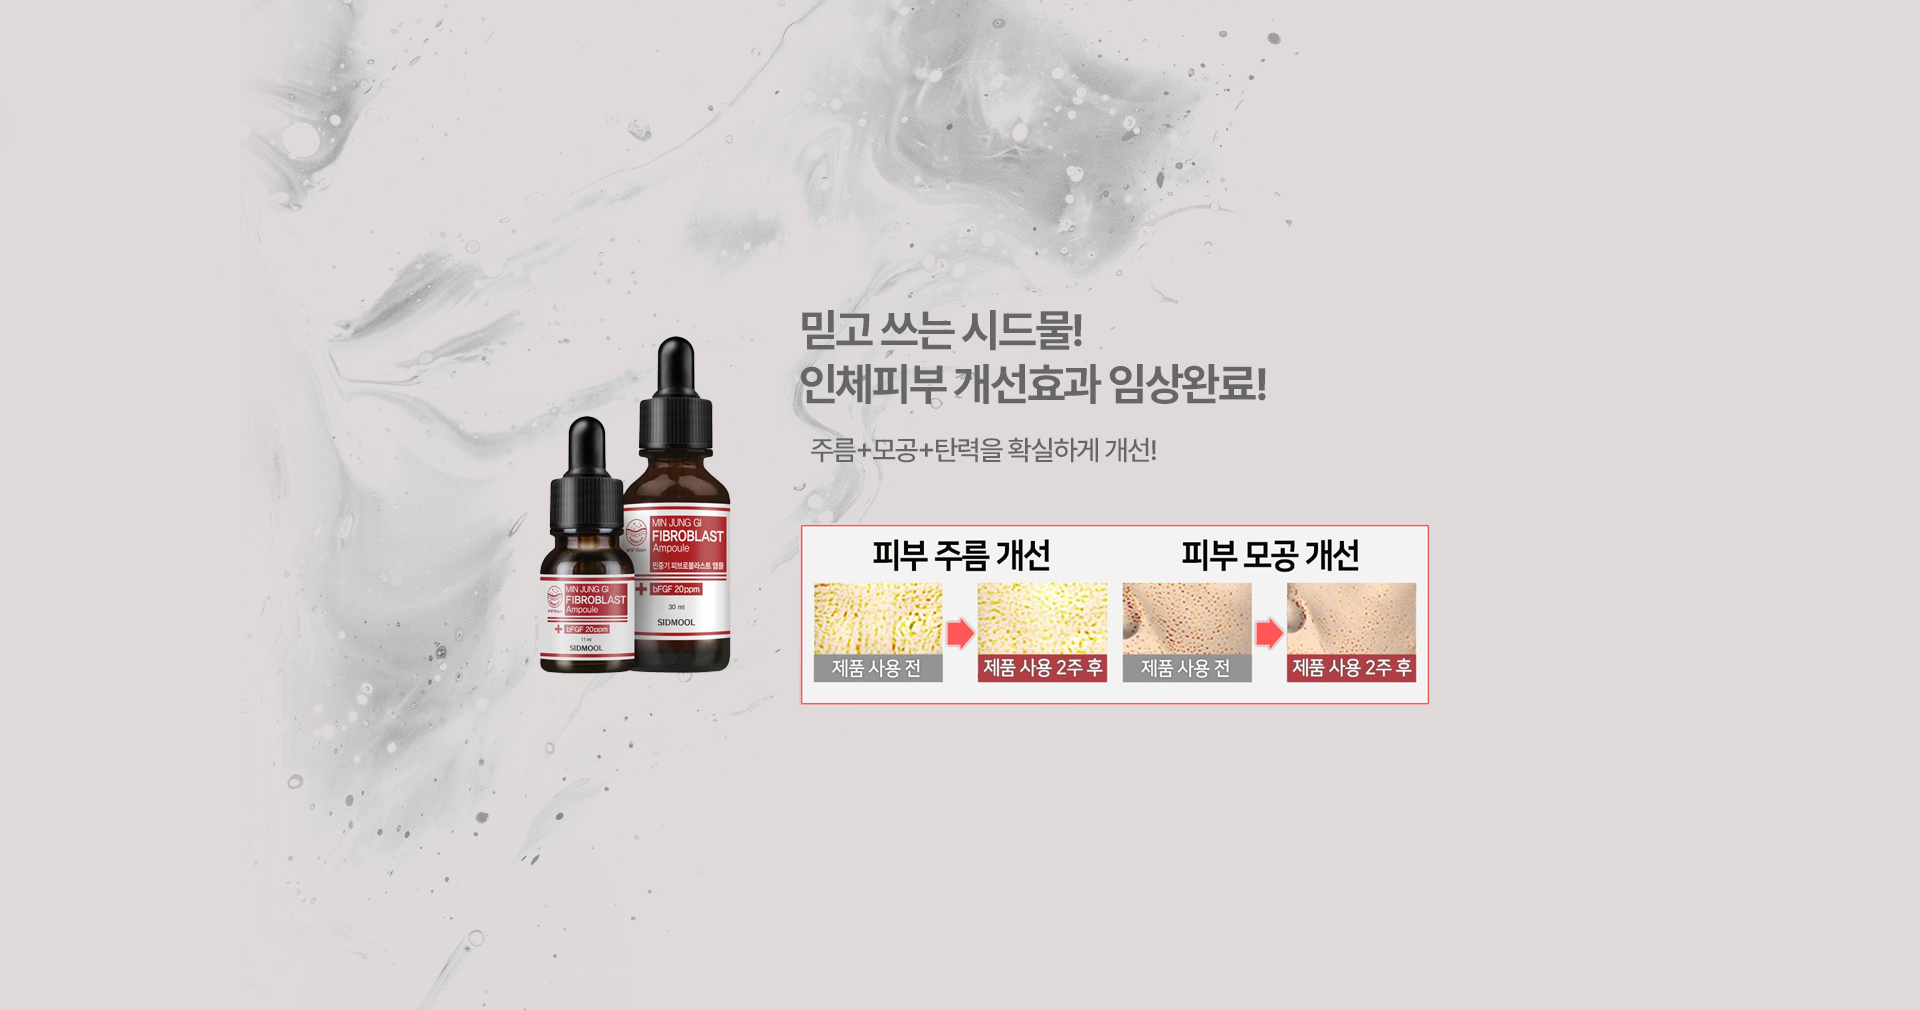 믿고 쓰는 시드물!
인체피부 개선효과 임상완료!
주름+모공+탄력을 확실하게 개선!
MIN JUNG GI
FIBROBLAST
Ampoule
민중기 피브로블라스트 앰플
bFGF 20ppm
30 ml
SIDMOOL
MIN JUNG GI
FIBROBLAST
Ampoule
bFGF 20ppm
11 ml
SIDMOOL
피부 주름 개선
제품 사용 전
제품 사용 2주 후
피부 모공 개선
제품 사용 전
제품 사용 2주 후